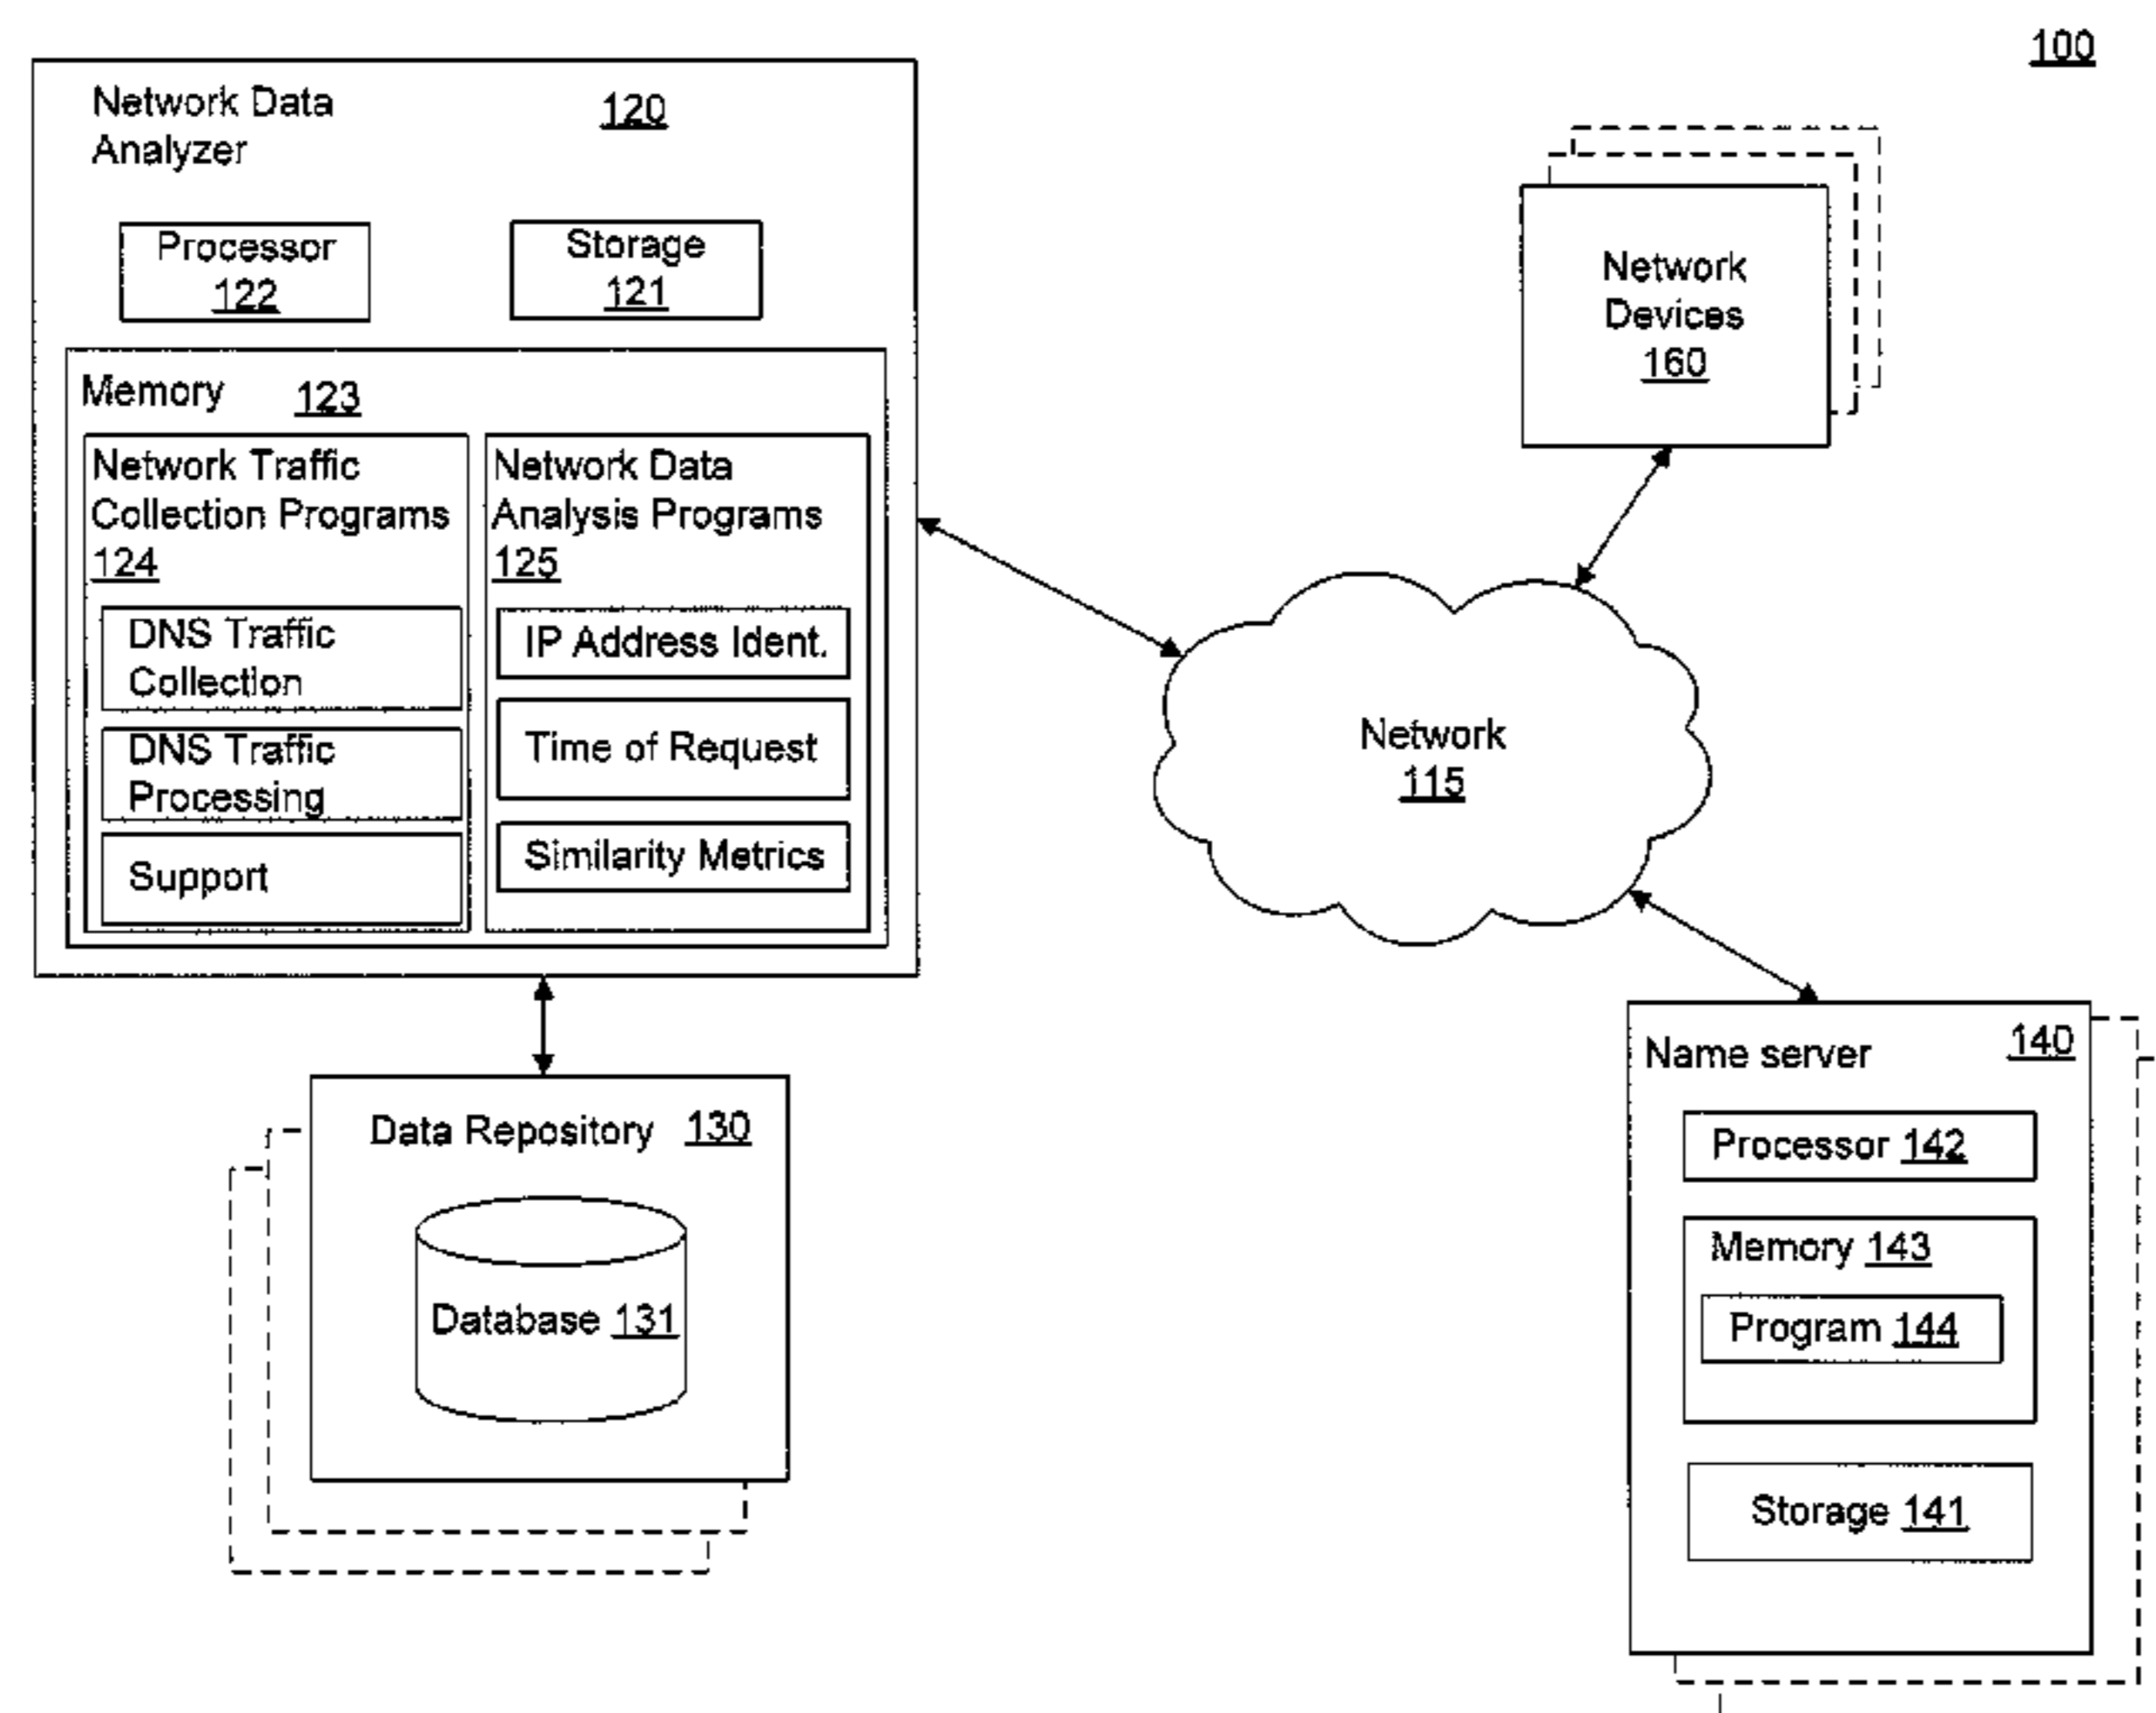 100
Network Data
Analyzer
120
Processor
122
Storage
121
Memory 123
Network Traffic
Collection Programs
124
DNS Traffic
Collection
DNS Traffic
Processing
Support
Network Data
Analysis Programs
125
IP Address Ident.
Time of Request
Similarity Metrics
Network
Devices
160
Network
115
Data Repository 130
Database 131
Name server 140
Processor 142
Memory 143
Program 144
Storage 141